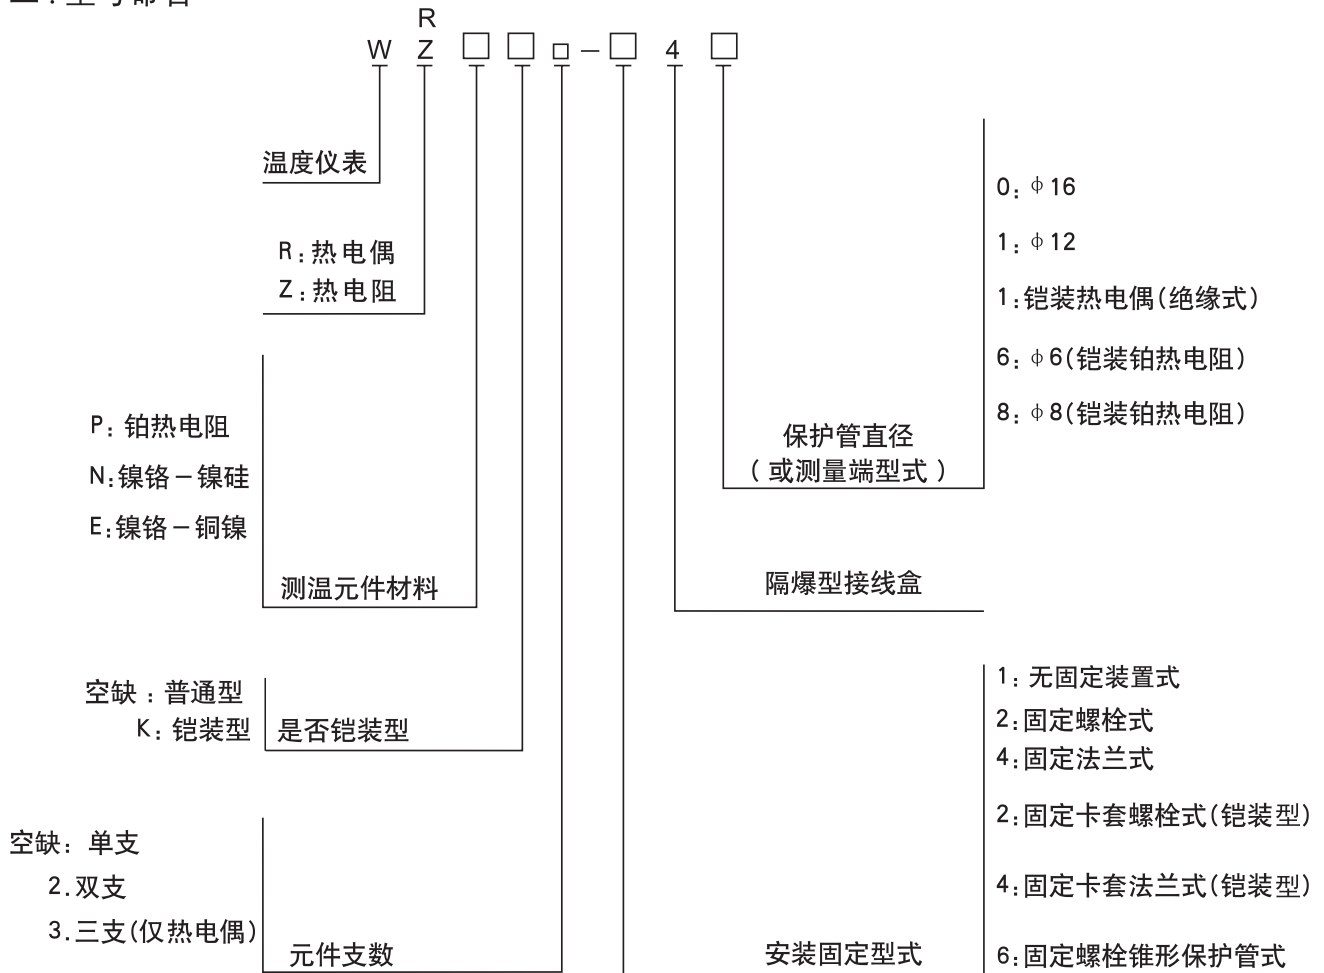 R
W Z □ □ □ - □ 4 □
温度仪表
R:热电偶
Z:热电阻
P:铂热电阻
N:镍铬-镍硅
E:镍铬-铜镍
测温元件材料
空缺:普通型
K:铠装型
是否铠装型
空缺:单支
2.双支
3.三支(仅热电偶)
元件支数
0:φ16
1:φ12
1:铠装热电偶(绝缘式)
6:φ6(铠装铂热电阻)
8:φ8(铠装铂热电阻)
保护管直径
(或测量端型式)
隔爆型接线盒
1:无固定装置式
2:固定螺栓式
4:固定法兰式
2:固定卡套螺栓式(铠装型)
4:固定卡套法兰式(铠装型)
6:固定螺栓锥形保护管式
安装固定型式